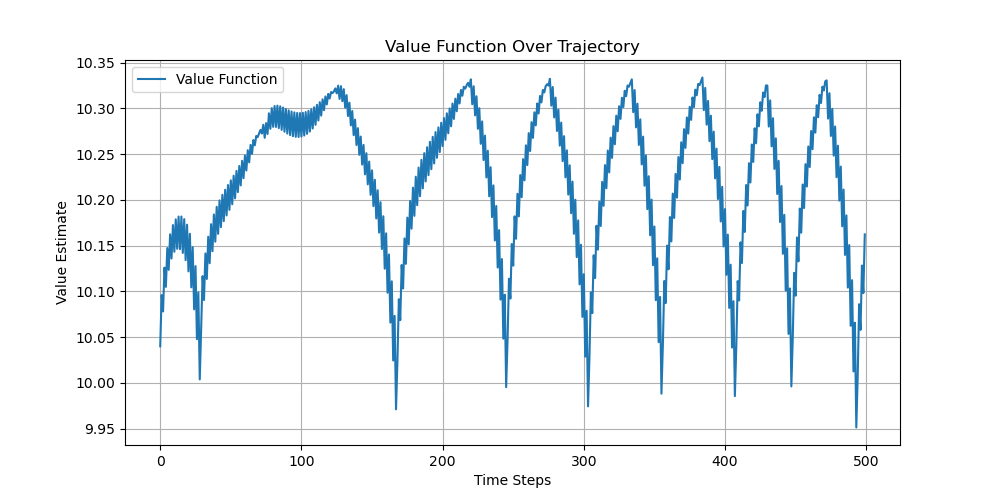 Value Function Over Trajectory
Value Function
Value Estimate
10.35
10.30
10.25
10.20
10.15
10.10
10.05
10.00
9.95
0 100 200 300 400 500
Time Steps